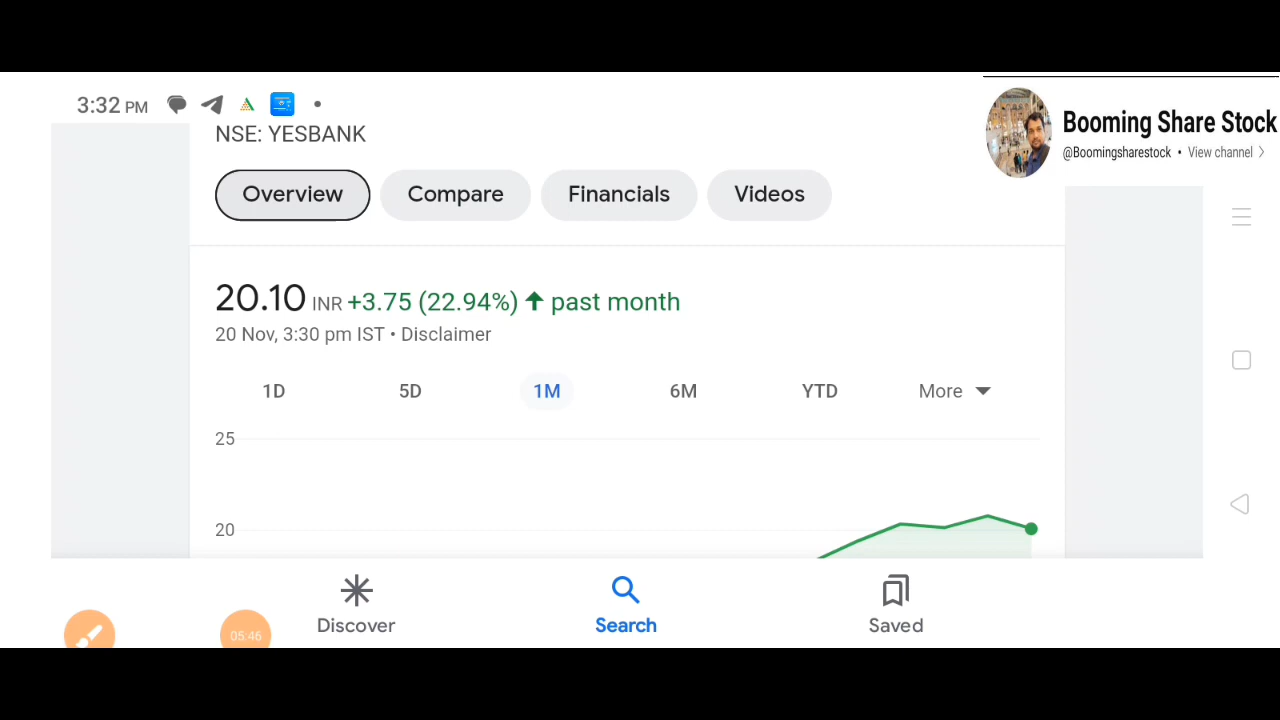 3:32 PM
Booming Share Stock
@Boomingsharestock • View channel >
NSE: YESBANK
Overview Compare Financials Videos
20.10 INR +3.75 (22.94%) ↑ past month
20 Nov, 3:30 pm IST • Disclaimer
1D 5D 1M 6M YTD More
25
20
Discover Search Saved
05:46